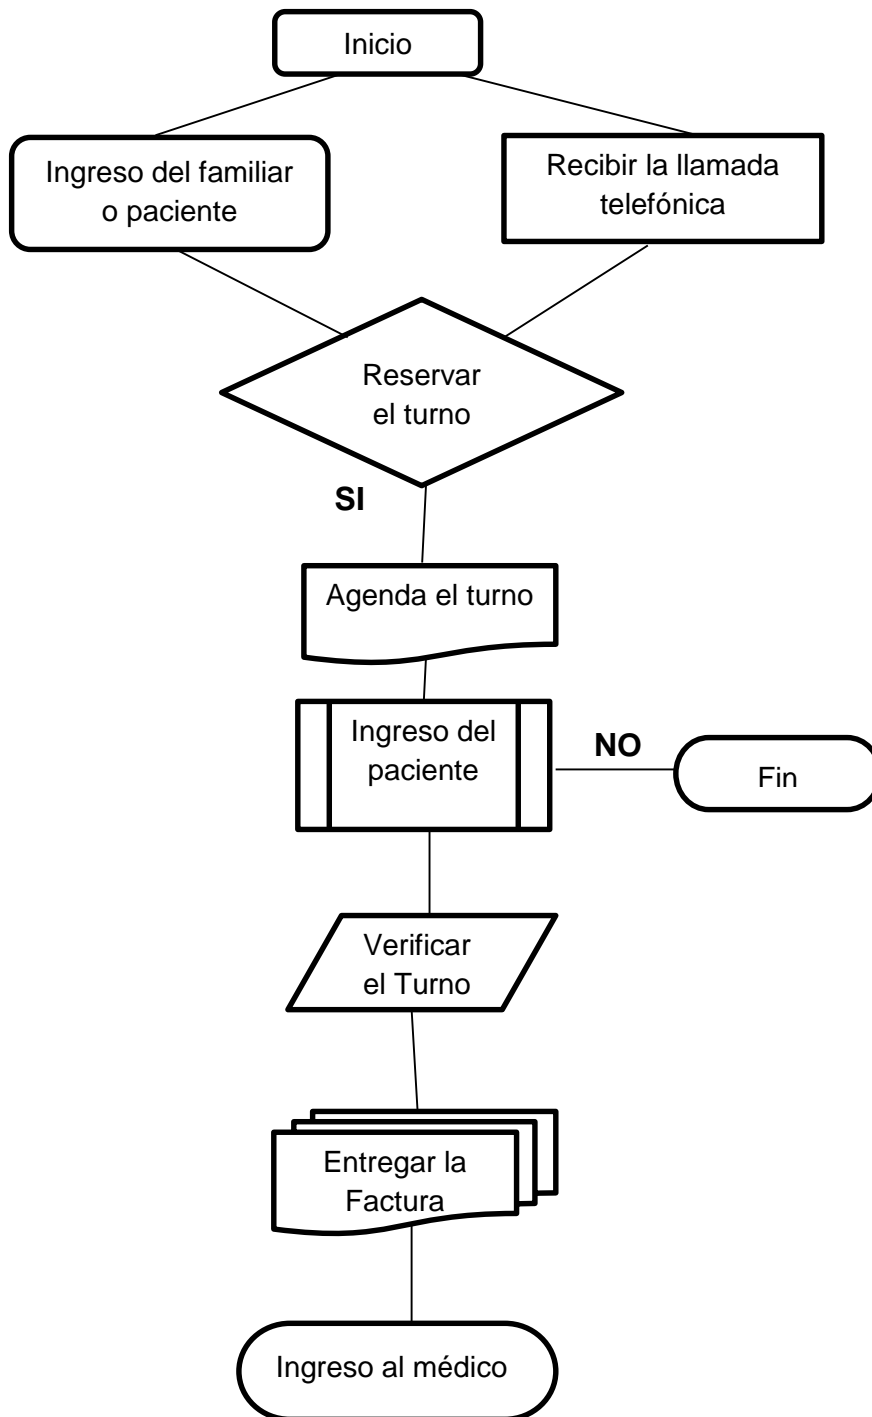 Inicio
Ingreso del familiar
o paciente
Recibir la llamada
telefónica
Reservar
el turno
SI
Agenda el turno
Ingreso del
paciente
NO
Fin
Verificar
el Turno
Entregar la
Factura
Ingreso al médico